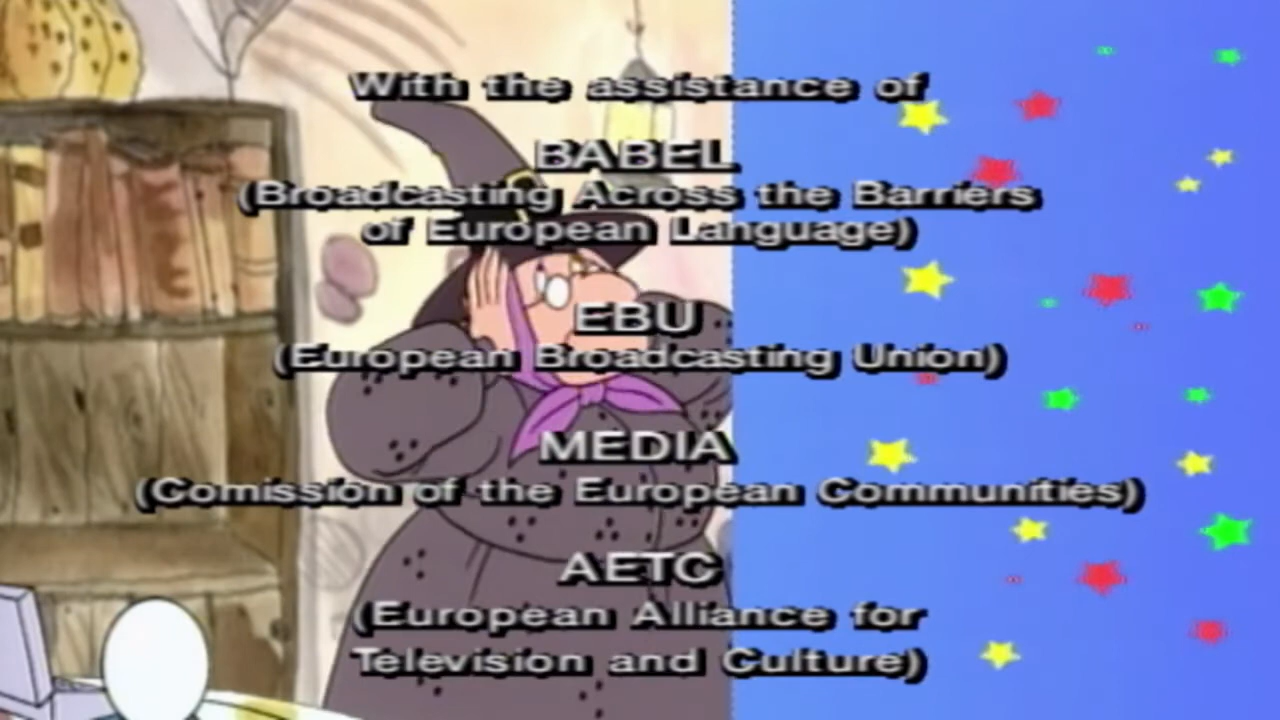 With the assistance of
BABEL
(Broadcasting Across the Barriers
of European Language)
EBU
(European Broadcasting Union)
MEDIA
(Comission of the European Communities)
AETC
(European Alliance for
Television and Culture)